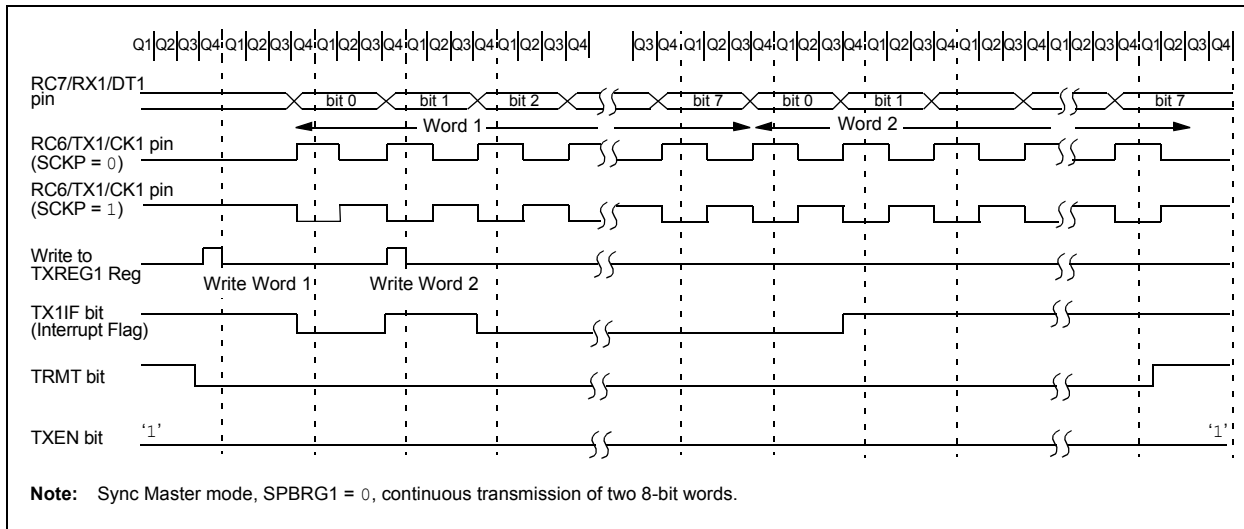 Q1 Q2 Q3 Q4 Q1 Q2 Q3 Q4 Q1 Q2 Q3 Q4 Q1 Q2 Q3 Q4 Q1 Q2 Q3 Q4 Q3 Q4 Q1 Q2 Q3 Q4 Q1 Q2 Q3 Q4 Q1 Q2 Q3 Q4 Q1 Q2 Q3 Q4 Q1 Q2 Q3 Q4 Q1 Q2 Q3 Q4
RC7/RX1/DT1
pin
bit 0 bit 1 bit 2 bit 7 bit 0 bit 1 bit 7
Word 1 Word 2
RC6/TX1/CK1 pin
(SCKP = 0)
RC6/TX1/CK1 pin
(SCKP = 1)
Write to
TXREG1 Reg
Write Word 1 Write Word 2
TX1IF bit
(Interrupt Flag)
TRMT bit
TXEN bit
‘1’ ‘1’
Note: Sync Master mode, SPBRG1 = 0, continuous transmission of two 8-bit words.